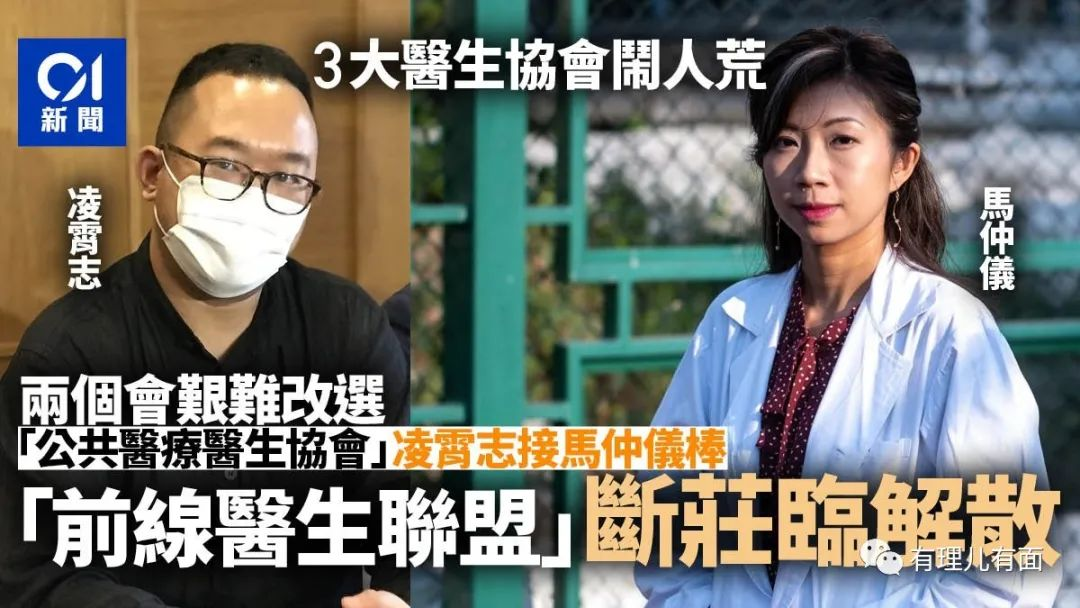 3大醫生協會鬧人荒
01
新聞
凌霄志
馬仲儀
兩個會艱難改選
「公共醫療醫生協會」凌霄志接馬仲儀棒
「前線醫生聯盟」斷莊臨解散
有理儿有面